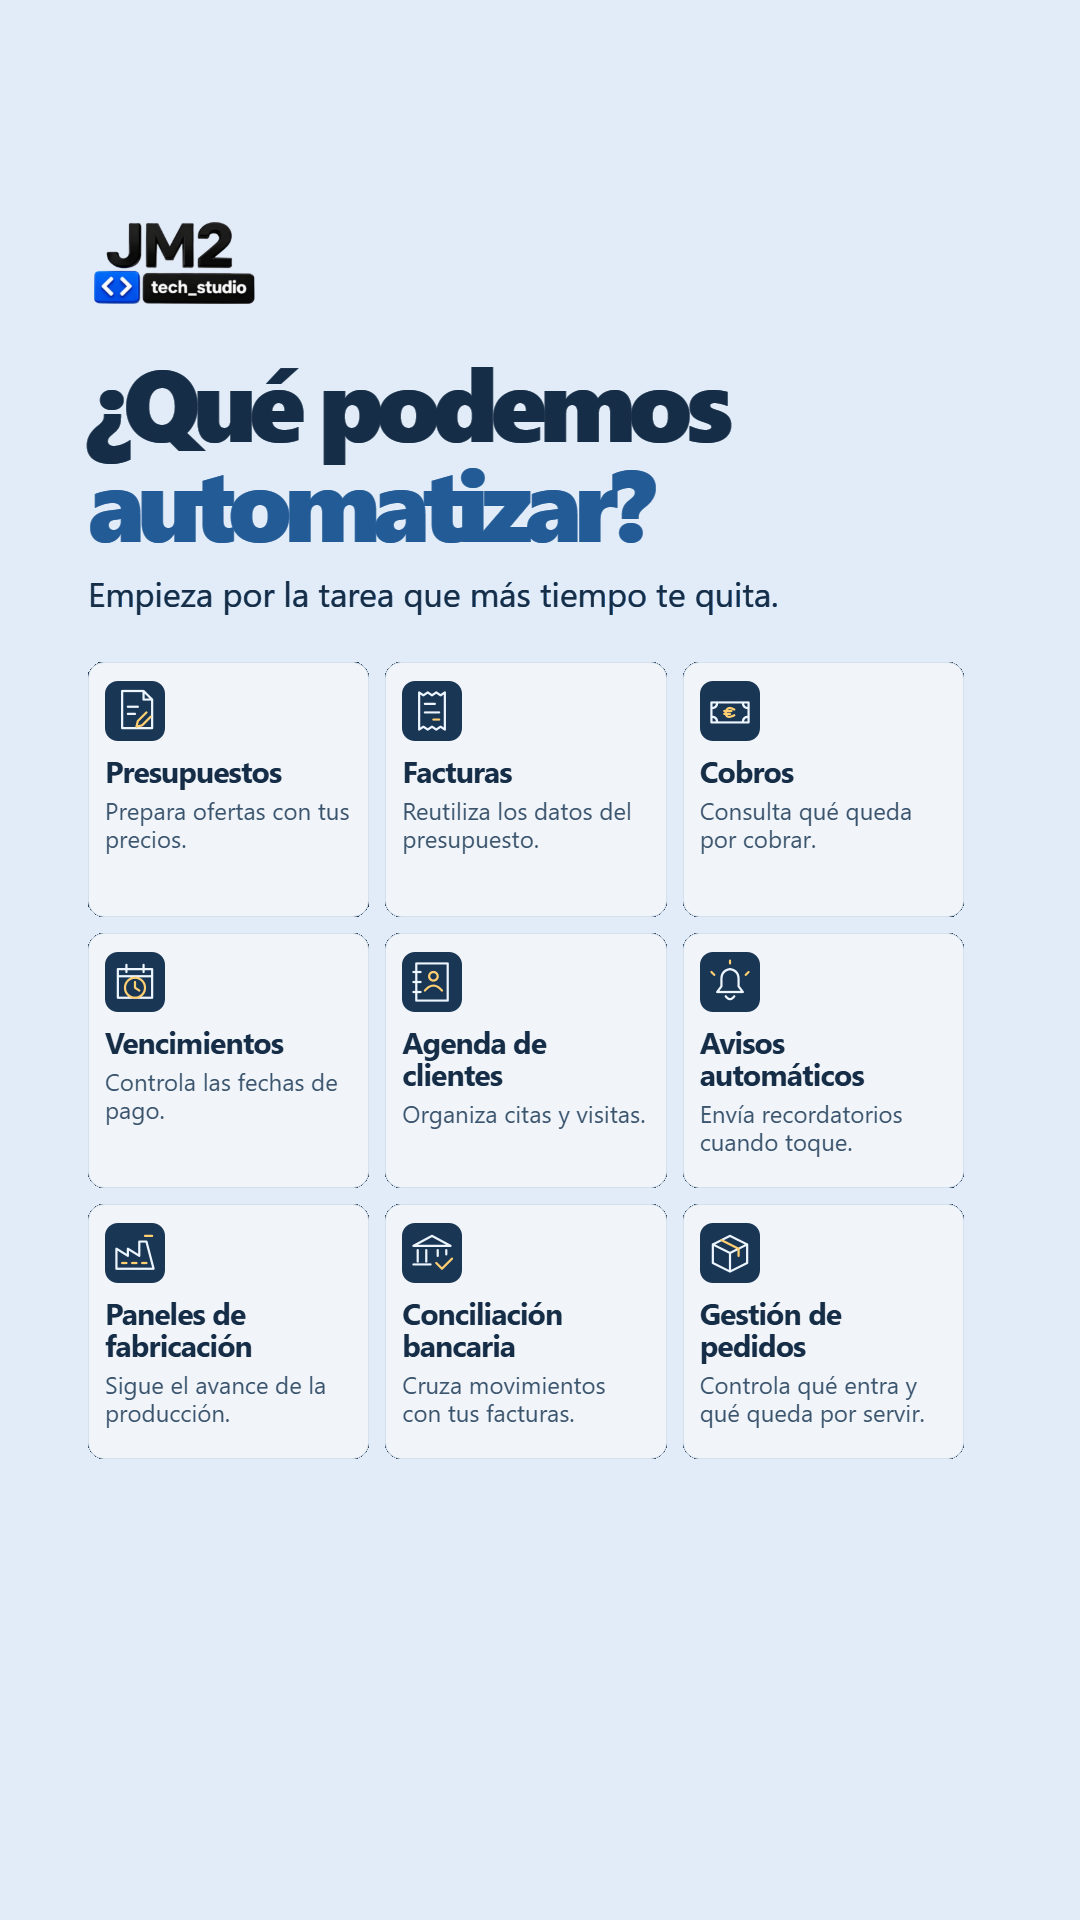 JM2
<> tech_studio
¿Qué podemos
automatizar?
Empieza por la tarea que más tiempo te quita.
Presupuestos
Prepara ofertas con tus
precios.
Facturas
Reutiliza los datos del
presupuesto.
Cobros
Consulta qué queda
por cobrar.
Vencimientos
Controla las fechas de
pago.
Agenda de
clientes
Organiza citas y visitas.
Avisos
automáticos
Envía recordatorios
cuando toque.
Paneles de
fabricación
Sigue el avance de la
producción.
Conciliación
bancaria
Cruza movimientos
con tus facturas.
Gestión de
pedidos
Controla qué entra y
qué queda por servir.